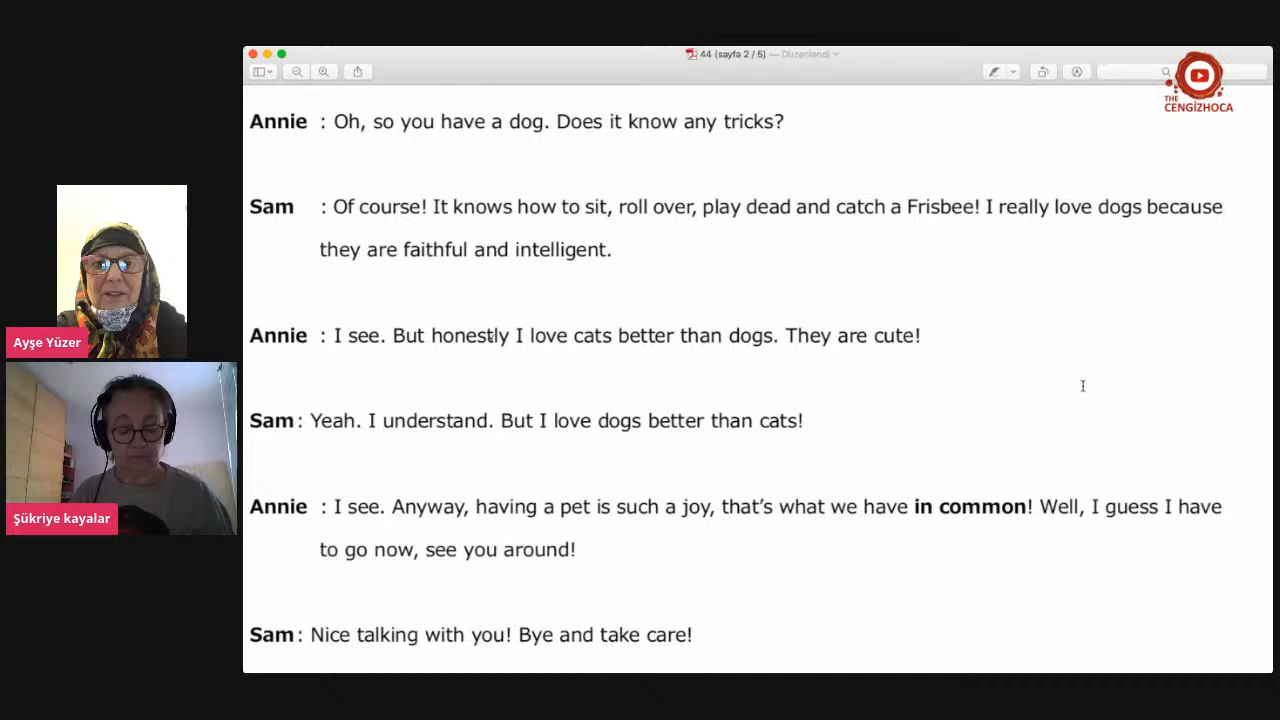 44 (sayfa 2 / 5) — Düzenlendi
THE
CENGİZHOCA
Annie : Oh, so you have a dog. Does it know any tricks?
Sam : Of course! It knows how to sit, roll over, play dead and catch a Frisbee! I really love dogs because
they are faithful and intelligent.
Annie : I see. But honestly I love cats better than dogs. They are cute!
Sam : Yeah. I understand. But I love dogs better than cats!
Annie : I see. Anyway, having a pet is such a joy, that’s what we have in common! Well, I guess I have
to go now, see you around!
Sam : Nice talking with you! Bye and take care!
Ayşe Yüzer
Şükriye kayalar